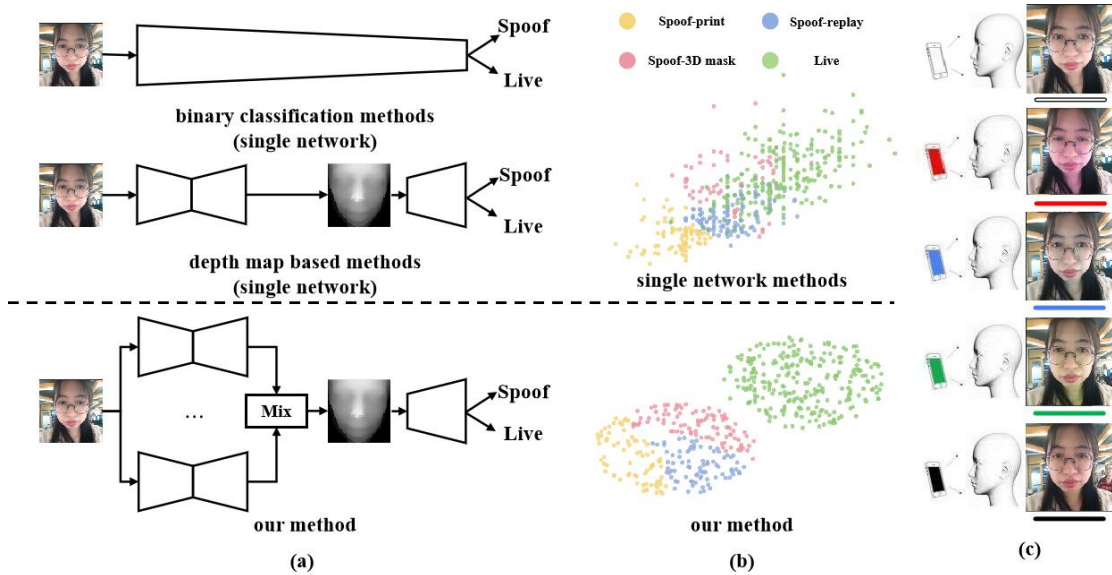 Spoof
Live
binary classification methods
(single network)
Spoof
Live
depth map based methods
(single network)
...
Mix
Spoof
Live
our method
(a)
Spoof-print
Spoof-replay
Spoof-3D mask
Live
single network methods
our method
(b)
(c)